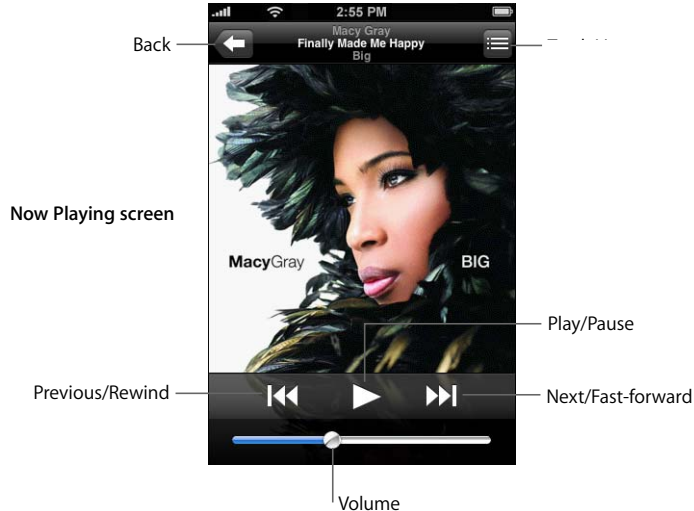 2:55 PM
Macy Gray
Back
Finally Made Me Happy
Big
Now Playing screen
MacyGray
BIG
Play/Pause
Previous/Rewind
Next/Fast-forward
Volume